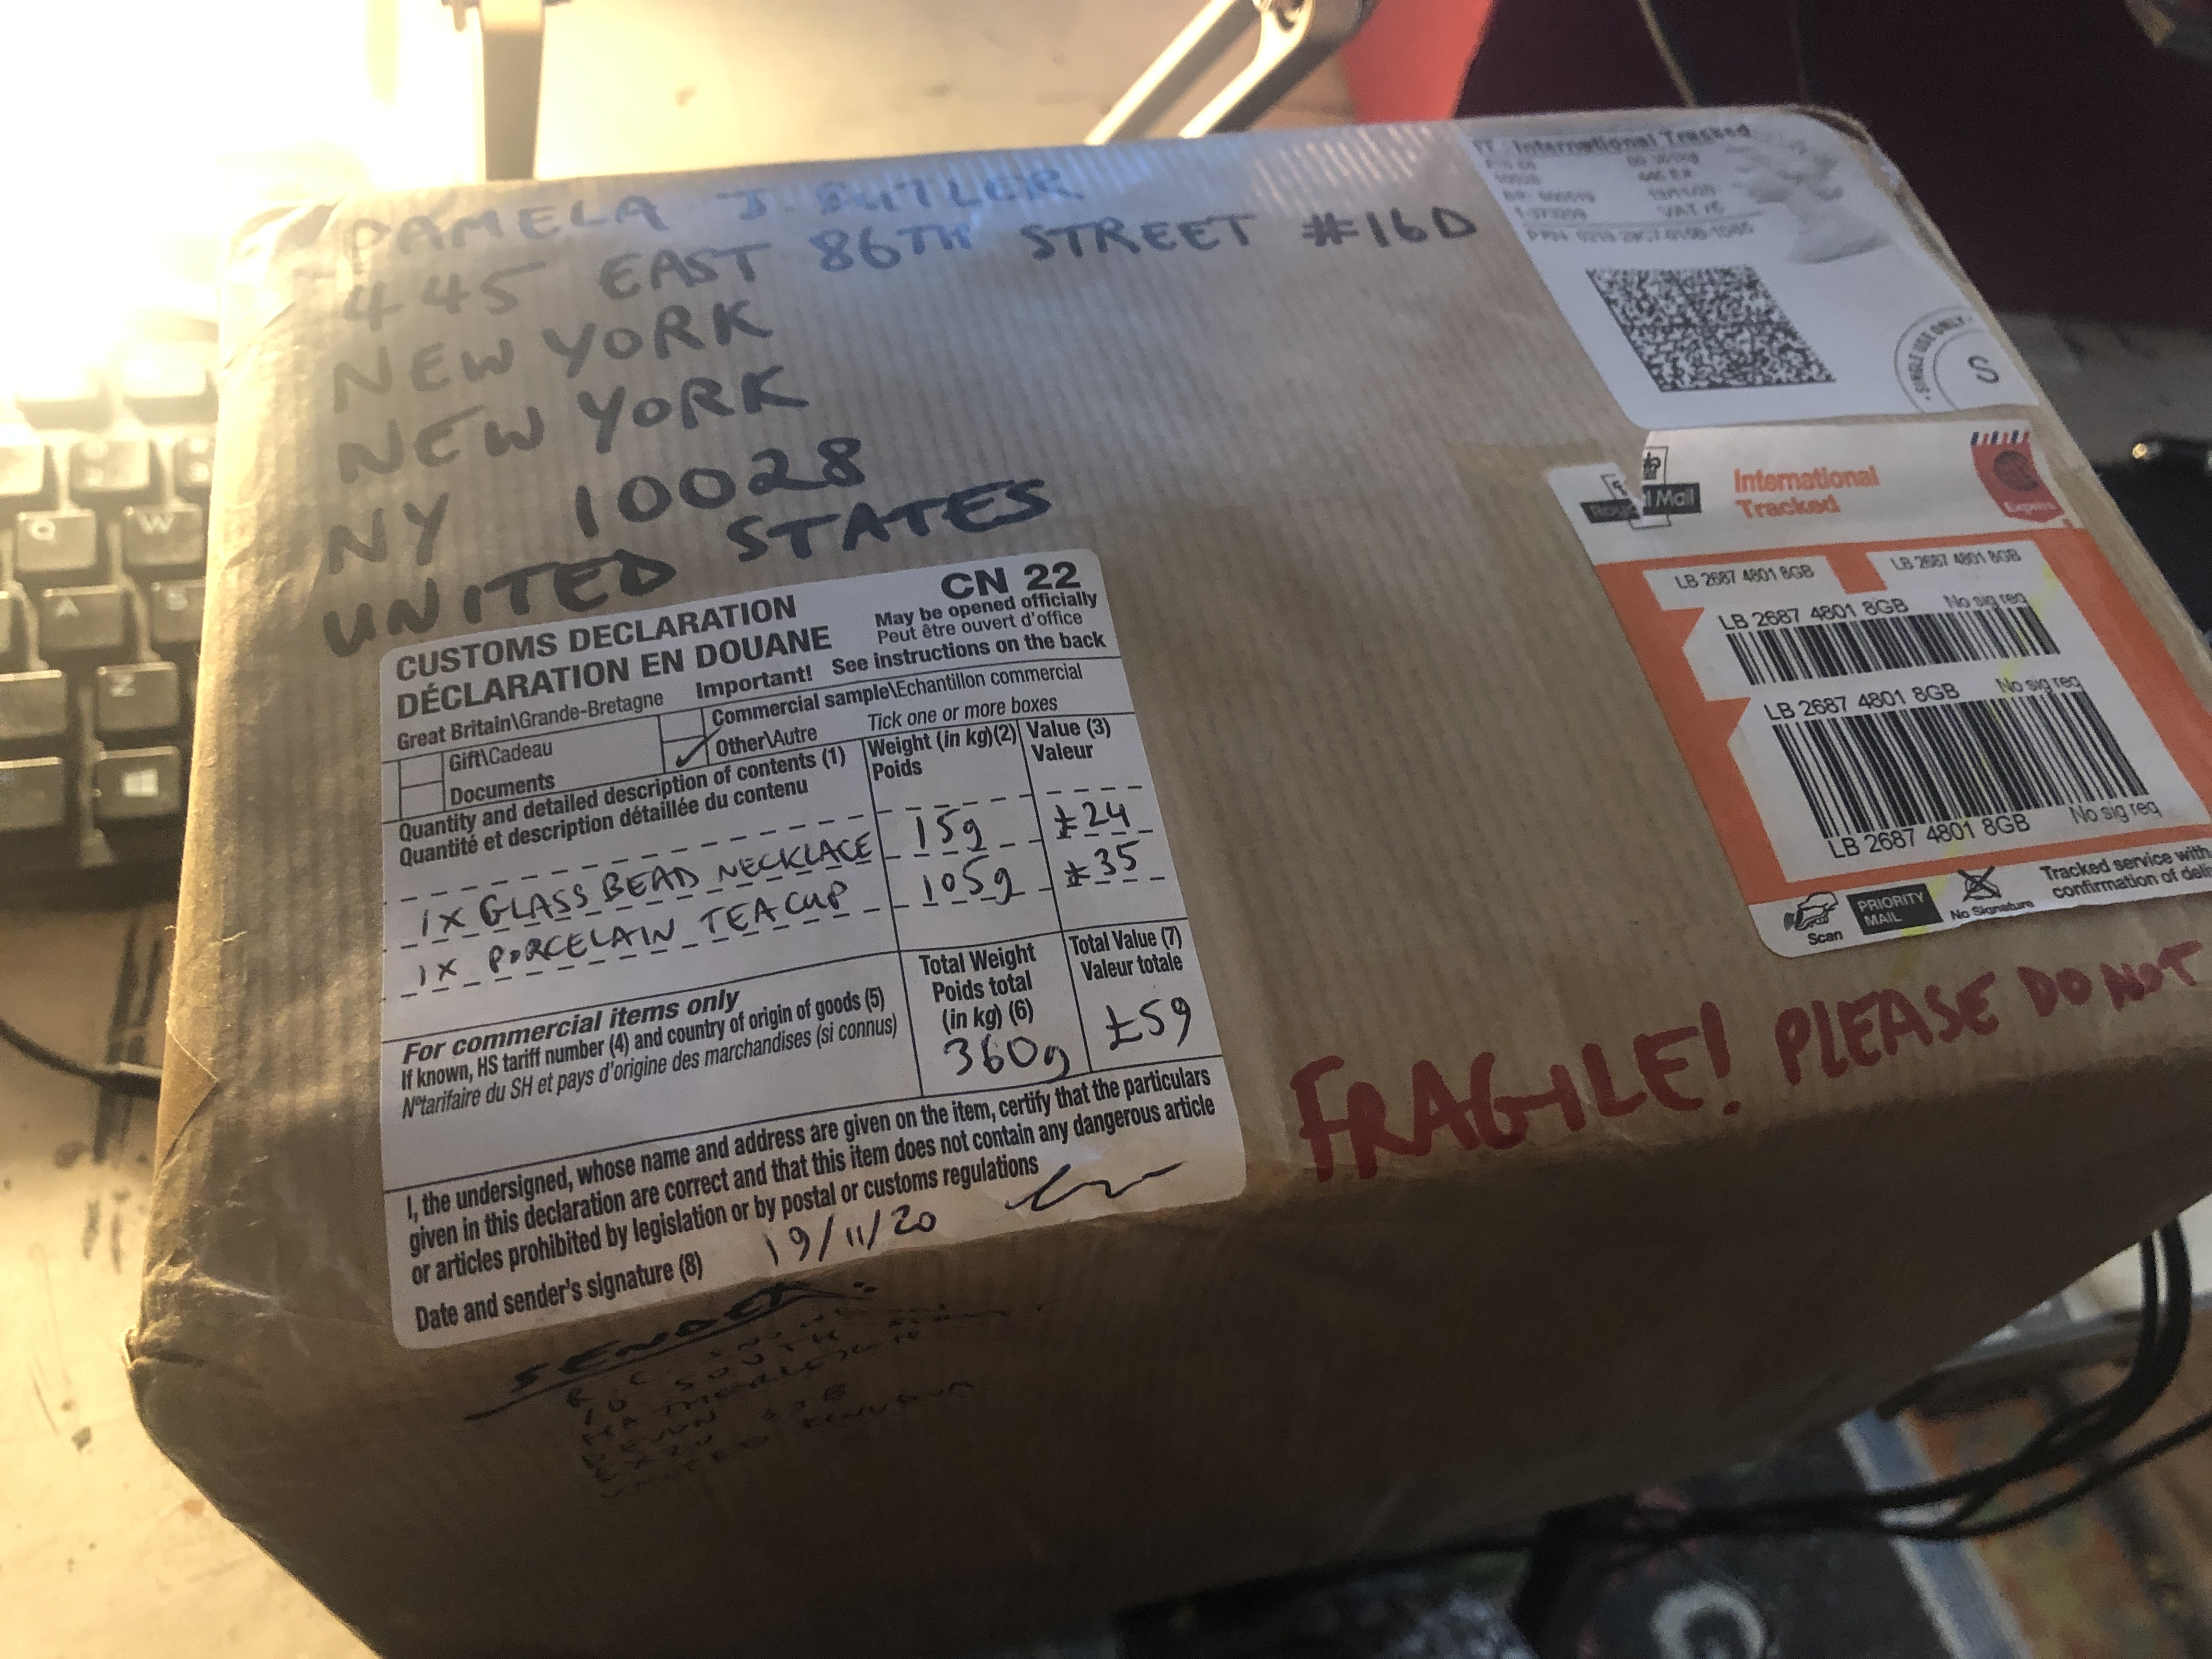 PAMELA J. BUTLER
445 EAST 86TH STREET #16D
NEW YORK
NEW YORK
NY 10028
UNITED STATES
International Tracked
SINGLE USE ONLY
S
Royal Mail
International
Tracked
LB 2687 4801 8GB
LB 2687 4801 8GB
LB 2687 4801 8GB No sig req
LB 2687 4801 8GB No sig req
LB 2687 4801 8GB No sig req
Scan
PRIORITY
MAIL
No Signature
Tracked service with
confirmation of
CUSTOMS DECLARATION
DÉCLARATION EN DOUANE
CN 22
May be opened officially
Peut être ouvert d'office
Great Britain\Grande-Bretagne
Important! See instructions on the back
Gift\Cadeau
Commercial sample\Echantillon commercial
Documents
Other\Autre
Tick one or more boxes
Quantity and detailed description of contents (1)
Quantité et description détaillée du contenu
Weight (in kg)(2)
Poids
Value (3)
Valeur
1X GLASS BEAD NECKLACE 15g £24
1X PORCELAIN TEACUP 105g £35
For commercial items only
If known, HS tariff number (4) and country of origin of goods (5)
N°tarifaire du SH et pays d'origine des marchandises (si connus)
Total Weight
Poids total
(in kg) (6)
360g
Total Value (7)
Valeur totale
£59
I, the undersigned, whose name and address are given on the item, certify that the particulars
given in this declaration are correct and that this item does not contain any dangerous article
or articles prohibited by legislation or by postal or customs regulations
Date and sender's signature (8) 19/11/20
FRAGILE! PLEASE DO NOT
SENDER:
Q
W
A
S
Z